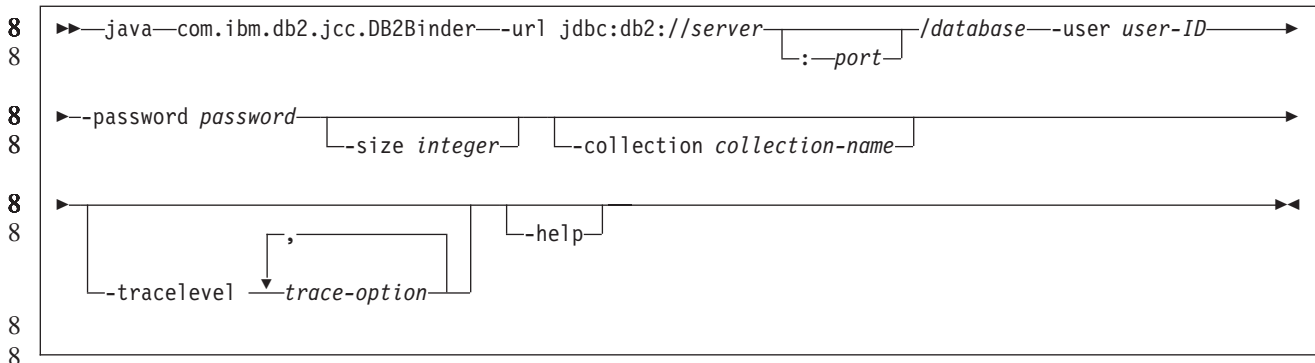 8 java com.ibm.db2.jcc.DB2Binder -url jdbc:db2://server /database -user user-ID
8 : port
8 -password password
8 -size integer -collection collection-name
8
8 , -help
-tracelevel trace-option
8
8